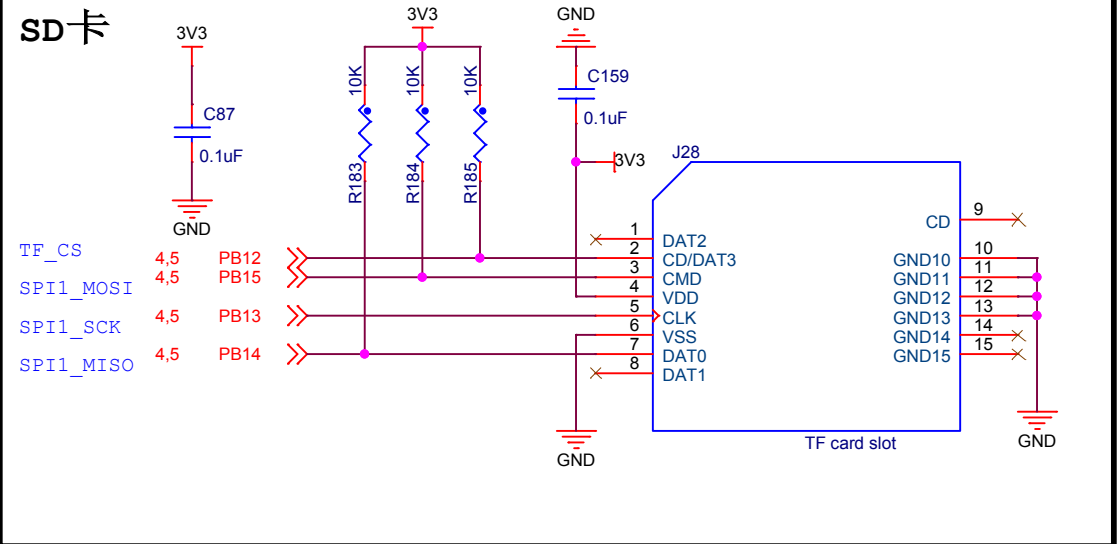 SD卡
3V3
C87
0.1uF
GND
3V3
10K
10K
10K
R183
R184
R185
GND
C159
0.1uF
3V3
J28
TF_CS
4,5 PB12
4,5 PB15
SPI1_MOSI
4,5 PB13
SPI1_SCK
4,5 PB14
SPI1_MISO
1 DAT2
2 CD/DAT3
3 CMD
4 VDD
5 CLK
6 VSS
7 DAT0
8 DAT1
CD 9
GND10 10
GND11 11
GND12 12
GND13 13
GND14 14
GND15 15
GND
GND
TF card slot